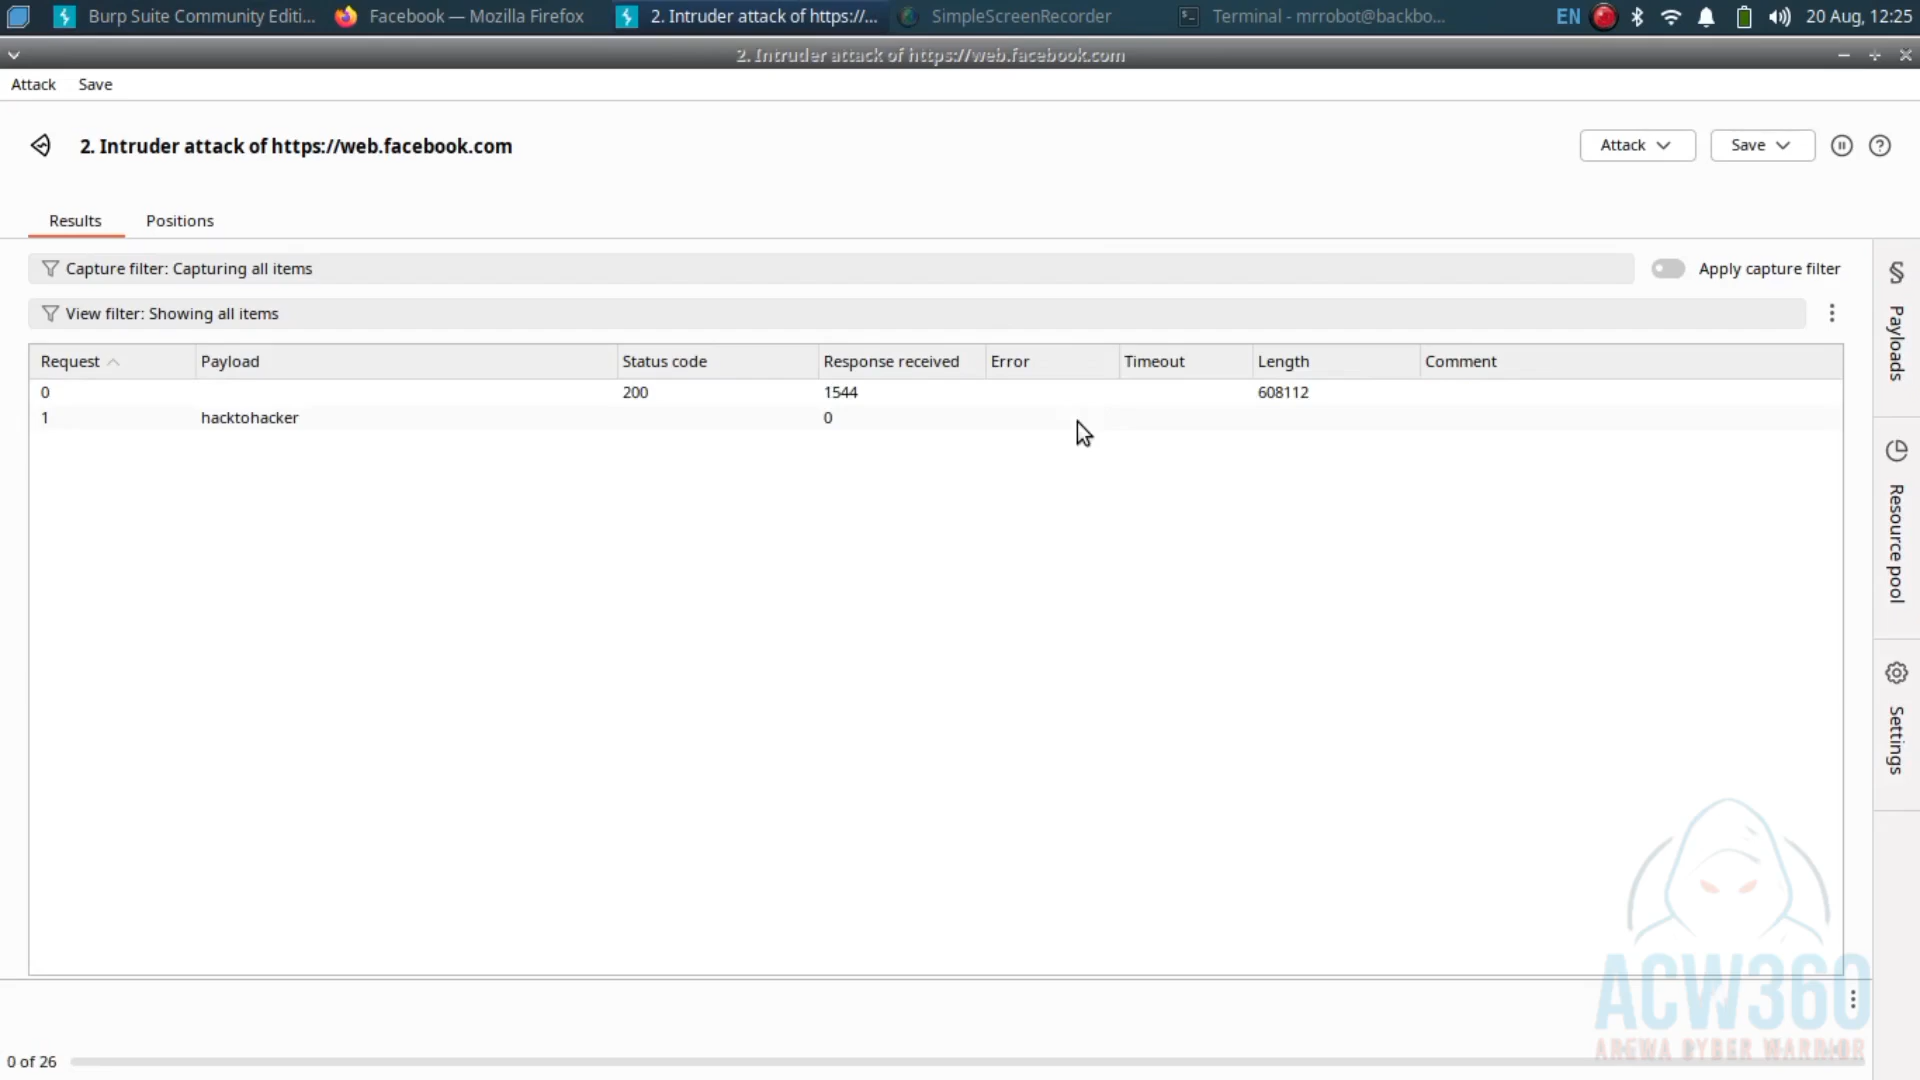 Burp Suite Community Editi...
Facebook — Mozilla Firefox
2. Intruder attack of https://...
SimpleScreenRecorder
Terminal - mrrobot@backbo...
EN
20 Aug, 12:25
2. Intruder attack of https://web.facebook.com
Attack Save
2. Intruder attack of https://web.facebook.com
Attack
Save
Results Positions
Capture filter: Capturing all items
Apply capture filter
View filter: Showing all items
Request Payload Status code Response received Error Timeout Length Comment
0 200 1544 608112
1 hacktohacker 0
Payloads
Resource pool
Settings
ACW360
ARGWA CYBER WARRIOR
0 of 26